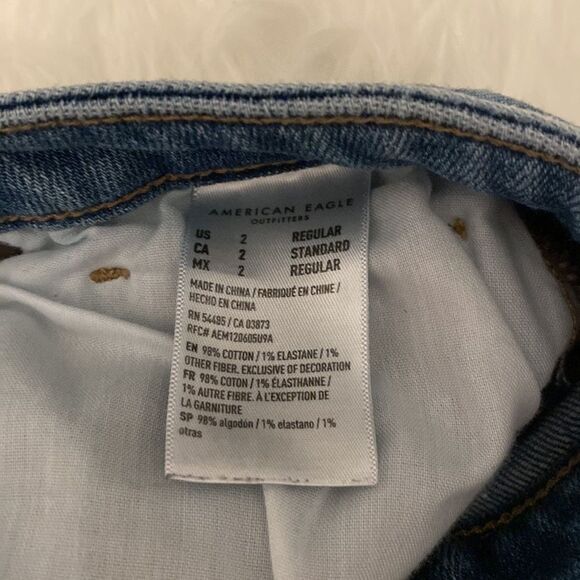 AMERICAN EAGLE
OUTFITTERS
US 2 REGULAR
CA 2 STANDARD
MX 2 REGULAR
MADE IN CHINA / FABRIQUÉ EN CHINE /
HECHO EN CHINA
RN 54485 / CA 03873
RFC# AEM120605U9A
EN 98% COTTON / 1% ELASTANE / 1%
OTHER FIBER. EXCLUSIVE OF DECORATION
FR 98% COTON / 1% ÉLASTHANNE /
1% AUTRE FIBRE. À L'EXCEPTION DE
LA GARNITURE
SP 98% algodón / 1% elastano / 1%
otras